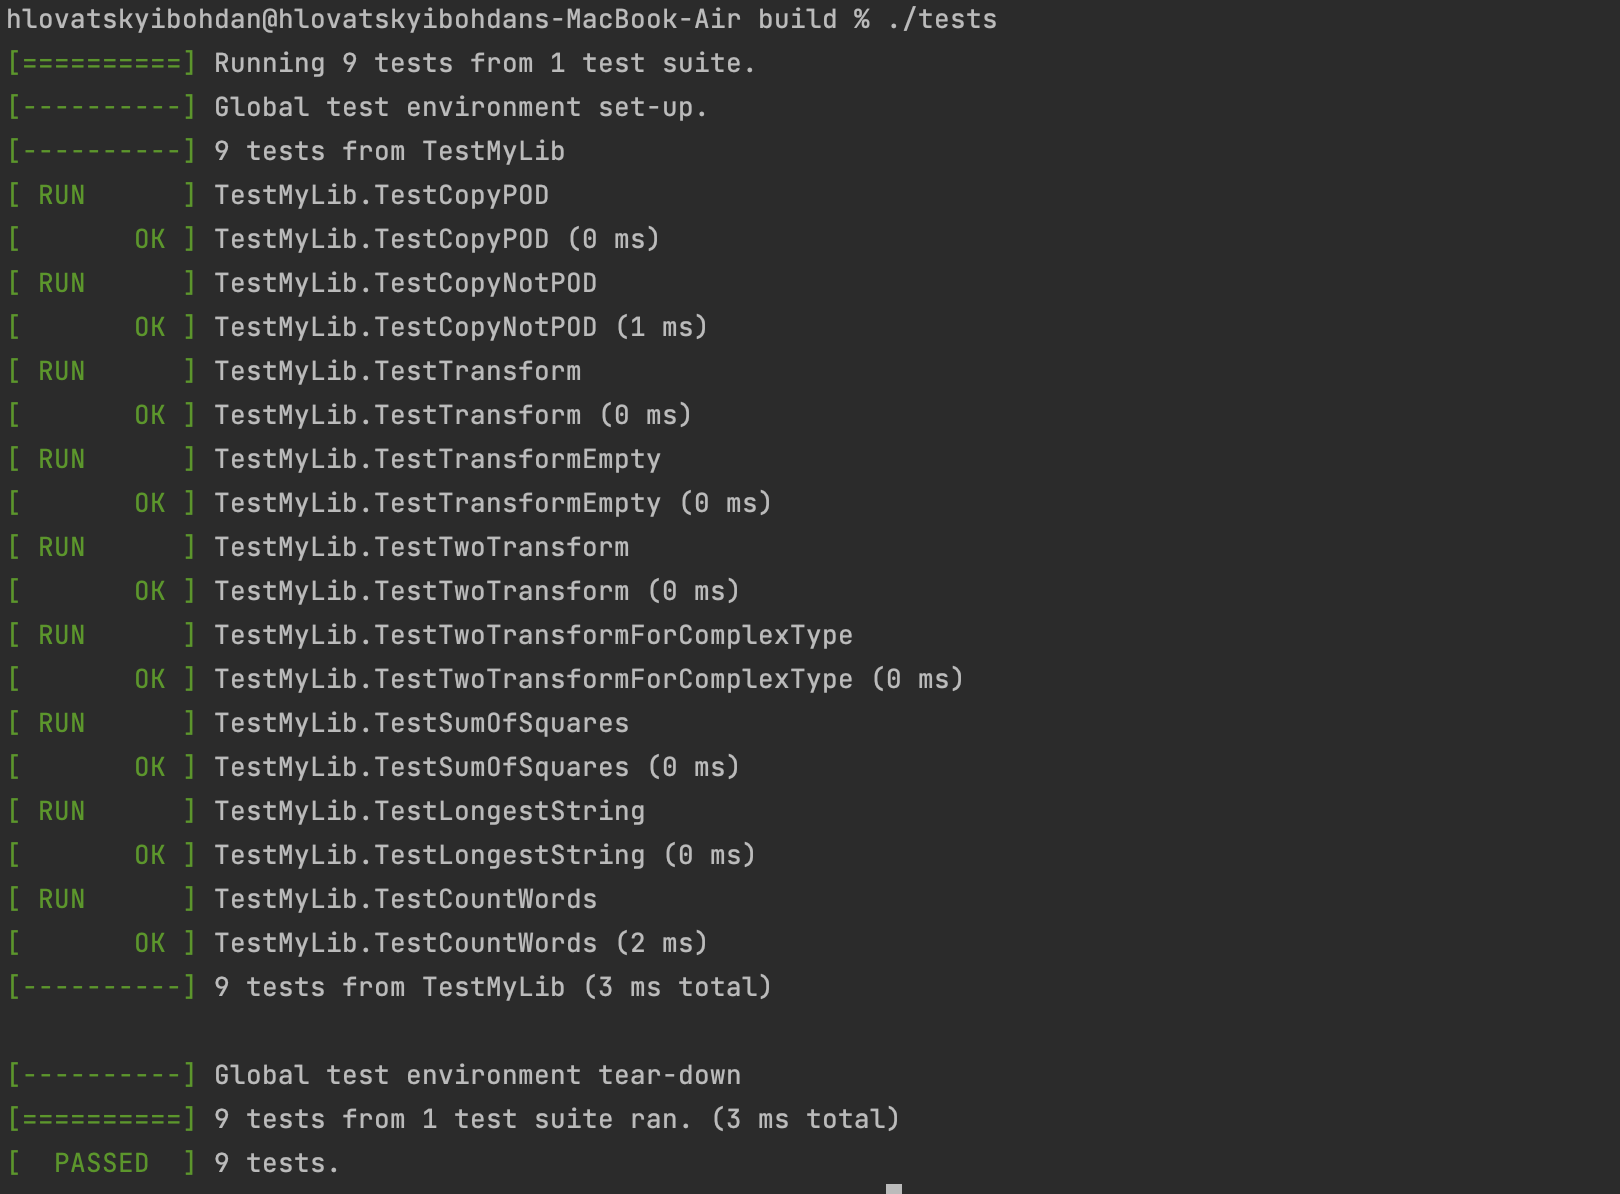 hlovatskyibohdan@hlovatskyibohdans-MacBook-Air build % ./tests
[==========] Running 9 tests from 1 test suite.
[----------] Global test environment set-up.
[----------] 9 tests from TestMyLib
[ RUN      ] TestMyLib.TestCopyPOD
[       OK ] TestMyLib.TestCopyPOD (0 ms)
[ RUN      ] TestMyLib.TestCopyNotPOD
[       OK ] TestMyLib.TestCopyNotPOD (1 ms)
[ RUN      ] TestMyLib.TestTransform
[       OK ] TestMyLib.TestTransform (0 ms)
[ RUN      ] TestMyLib.TestTransformEmpty
[       OK ] TestMyLib.TestTransformEmpty (0 ms)
[ RUN      ] TestMyLib.TestTwoTransform
[       OK ] TestMyLib.TestTwoTransform (0 ms)
[ RUN      ] TestMyLib.TestTwoTransformForComplexType
[       OK ] TestMyLib.TestTwoTransformForComplexType (0 ms)
[ RUN      ] TestMyLib.TestSumOfSquares
[       OK ] TestMyLib.TestSumOfSquares (0 ms)
[ RUN      ] TestMyLib.TestLongestString
[       OK ] TestMyLib.TestLongestString (0 ms)
[ RUN      ] TestMyLib.TestCountWords
[       OK ] TestMyLib.TestCountWords (2 ms)
[----------] 9 tests from TestMyLib (3 ms total)

[----------] Global test environment tear-down
[==========] 9 tests from 1 test suite ran. (3 ms total)
[  PASSED  ] 9 tests.